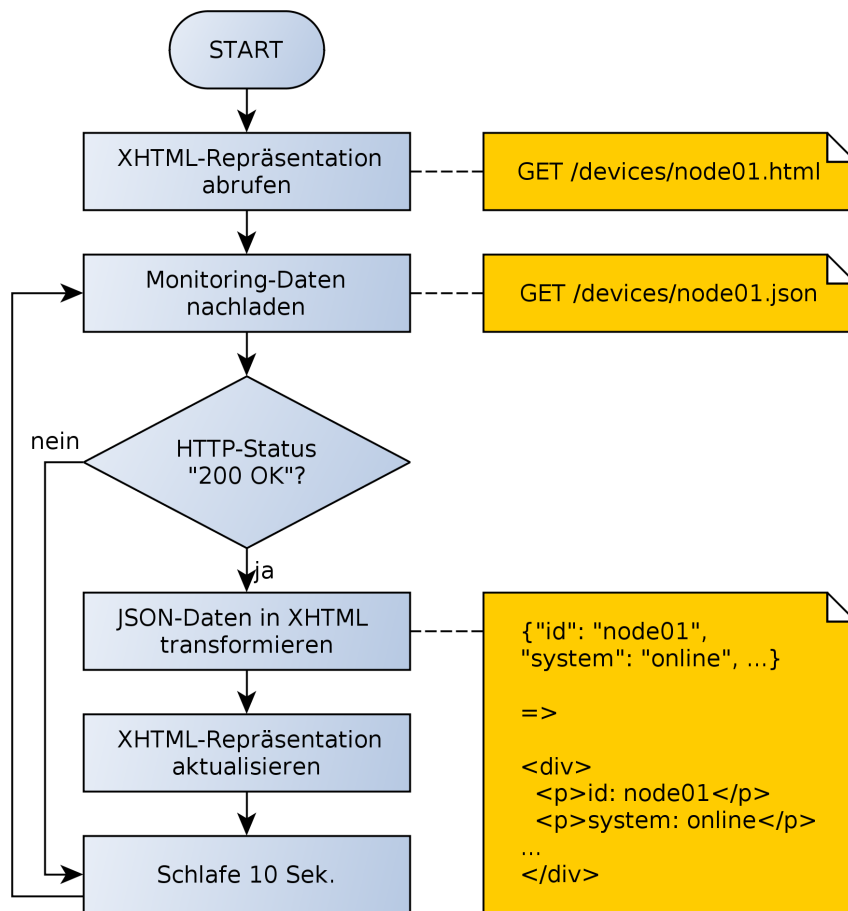 START
XHTML-Repräsentation
abrufen
GET /devices/node01.html
Monitoring-Daten
nachladen
GET /devices/node01.json
nein
HTTP-Status
"200 OK"?
ja
JSON-Daten in XHTML
transformieren
{"id": "node01",
"system": "online", ...}
=>
<div>
<p>id: node01</p>
<p>system: online</p>
...
</div>
XHTML-Repräsentation
aktualisieren
Schlafe 10 Sek.